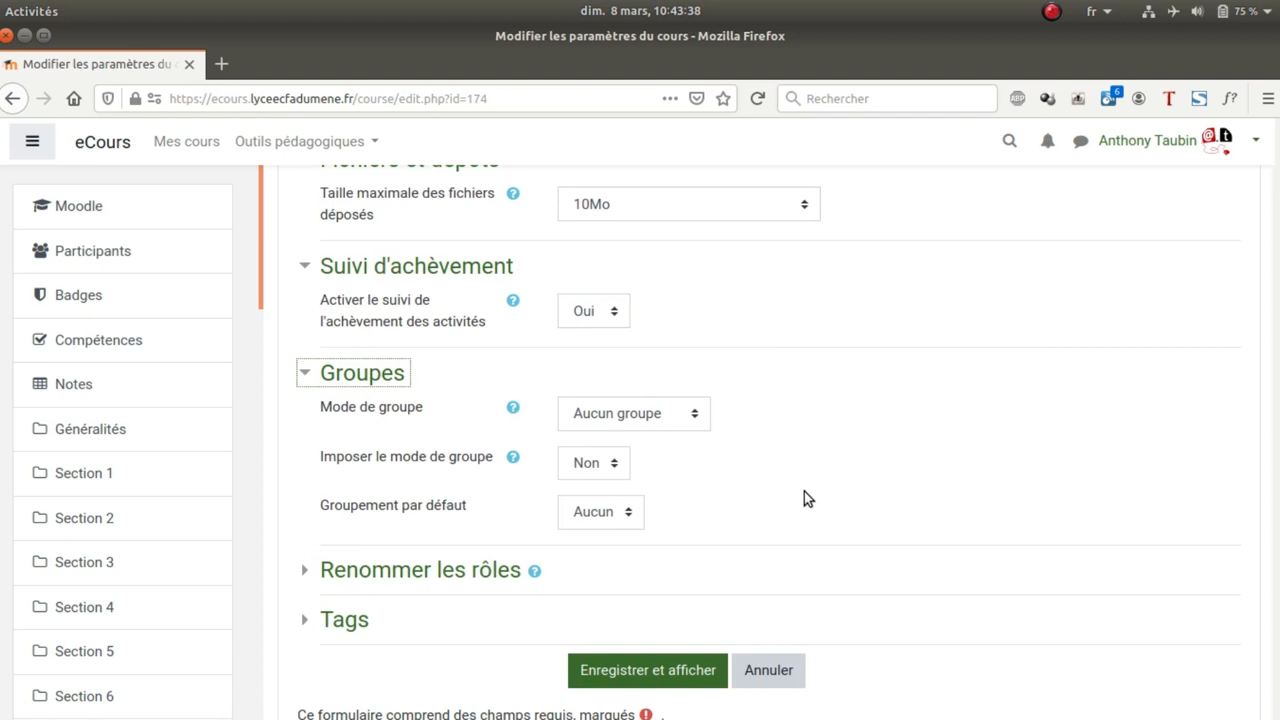 Activités
dim. 8 mars, 10:43:38
fr
75 %
Modifier les paramètres du cours - Mozilla Firefox
Modifier les paramètres du
https://ecours.lyceecfadumene.fr/course/edit.php?id=174
Rechercher
ABP
6
T
S
f?
eCours
Mes cours
Outils pédagogiques
Anthony Taubin
@.t
Moodle
Participants
Badges
Compétences
Notes
Généralités
Section 1
Section 2
Section 3
Section 4
Section 5
Section 6
Fichiers et dépôts
Taille maximale des fichiers
déposés
10Mo
Suivi d'achèvement
Activer le suivi de
l'achèvement des activités
Oui
Groupes
Mode de groupe
Aucun groupe
Imposer le mode de groupe
Non
Groupement par défaut
Aucun
Renommer les rôles
Tags
Enregistrer et afficher
Annuler
Ce formulaire comprend des champs requis, marqués